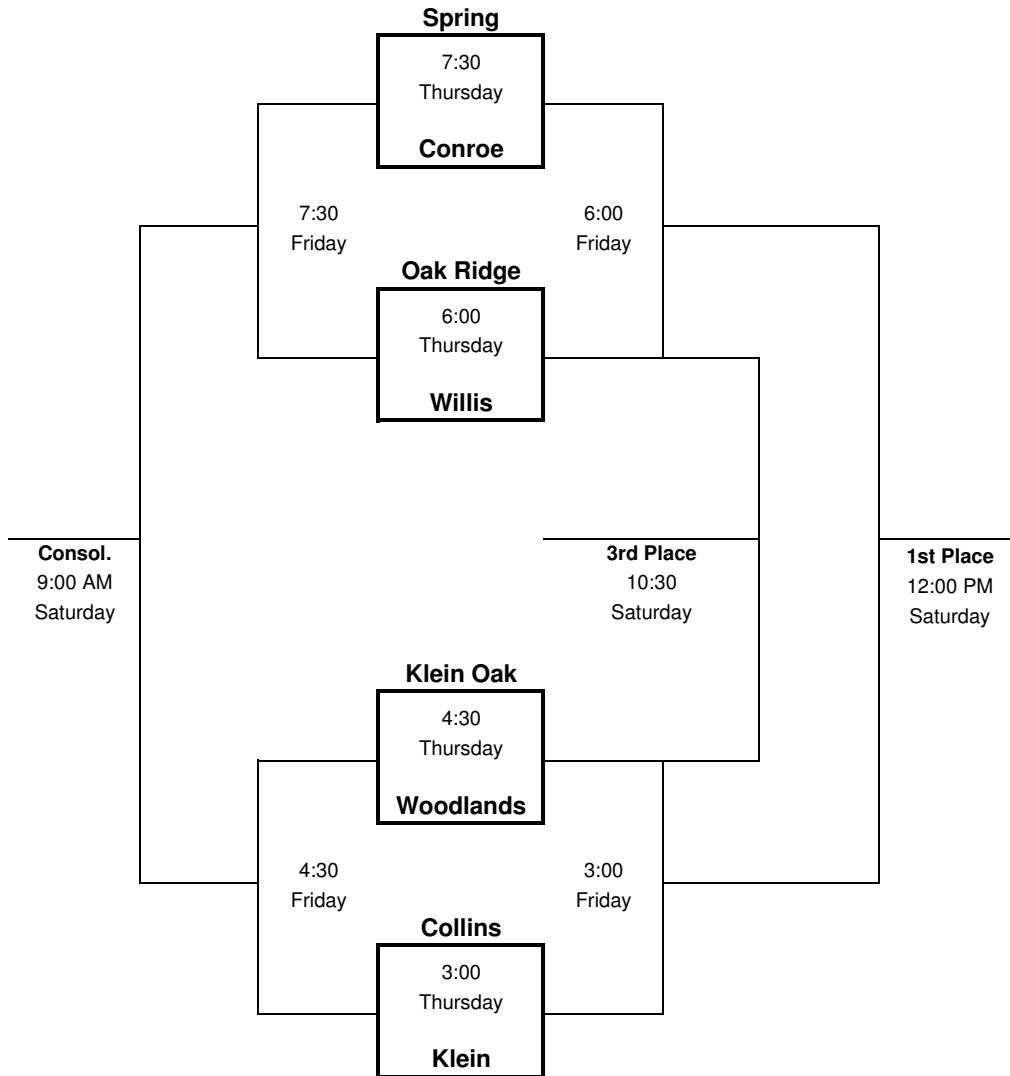 Spring
7:30
Thursday
Conroe
7:30
Friday
6:00
Friday
Oak Ridge
6:00
Thursday
Willis
Consol.
9:00 AM
Saturday
3rd Place
10:30
Saturday
1st Place
12:00 PM
Saturday
Klein Oak
4:30
Thursday
Woodlands
4:30
Friday
3:00
Friday
Collins
3:00
Thursday
Klein